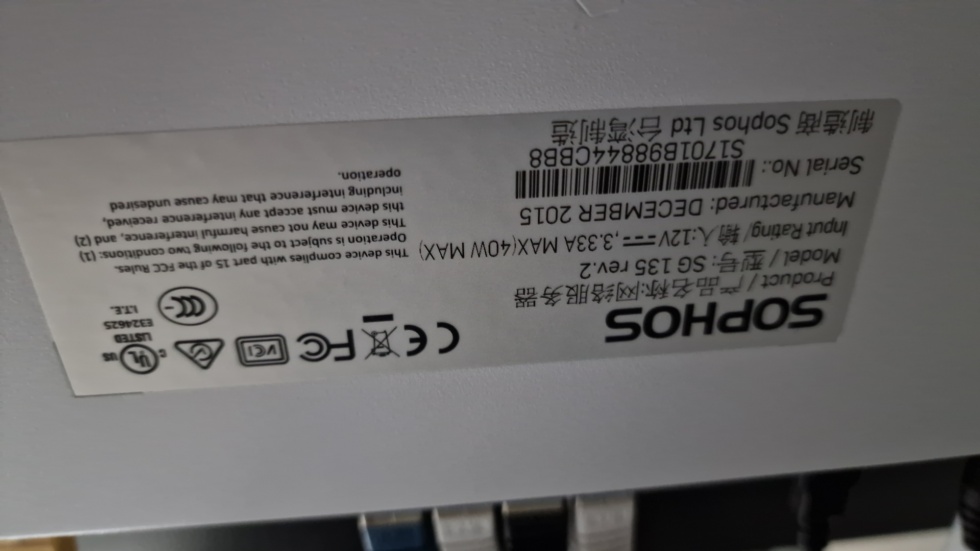 SOPHOS
Product / 产品名称:网络服务器
Model / 型号: SG 135 rev.2
Input Rating/ 输入:12V⎓,3.33A MAX(40W MAX)
Manufactured: DECEMBER 2015
Serial No.:
S1701B98844CBB8
制造商 Sophos Ltd 台湾制造
CE
FC
VCI
C UL US
LISTED
E324625
I.T.E.
CCC
This device complies with part 15 of the FCC Rules.
Operation is subject to the following two conditions: (1)
This device may not cause harmful interference, and (2)
this device must accept any interference received,
including interference that may cause undesired
operation.